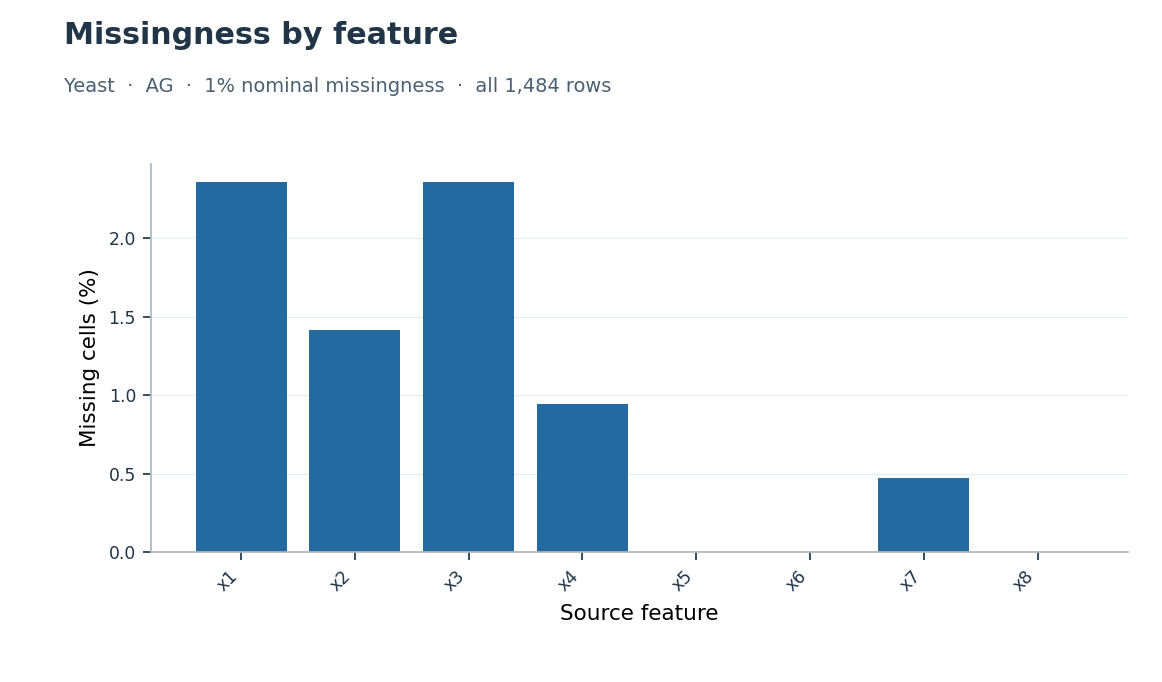 Missingness by feature
Yeast · AG · 1% nominal missingness · all 1,484 rows
Missing cells (%)
2.0
1.5
1.0
0.5
0.0
x1 x2 x3 x4 x5 x6 x7 x8
Source feature